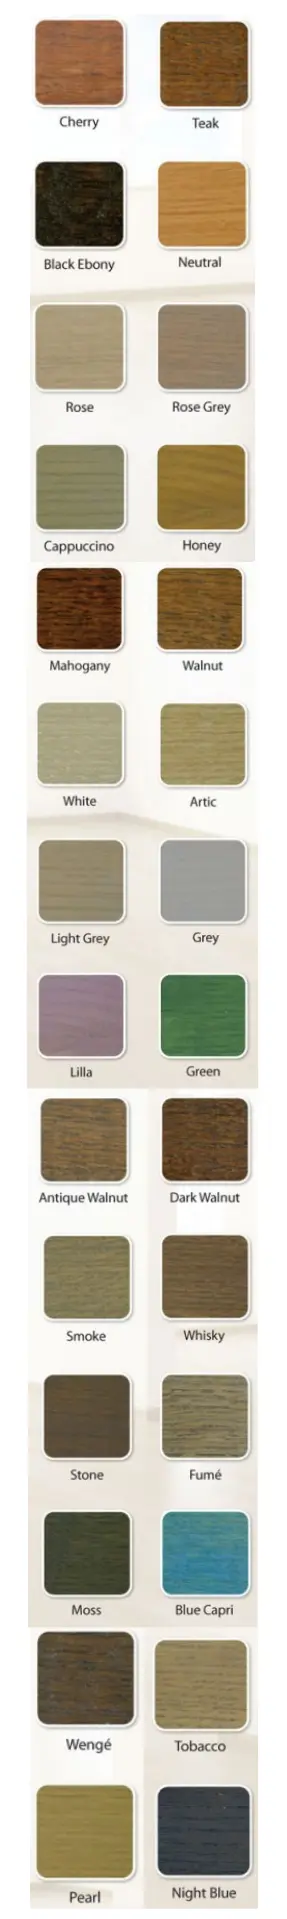 Cherry
Teak
Black Ebony
Neutral
Rose
Rose Grey
Cappuccino
Honey
Mahogany
Walnut
White
Artic
Light Grey
Grey
Lilla
Green
Antique Walnut
Dark Walnut
Smoke
Whisky
Stone
Fumé
Moss
Blue Capri
Wengé
Tobacco
Pearl
Night Blue